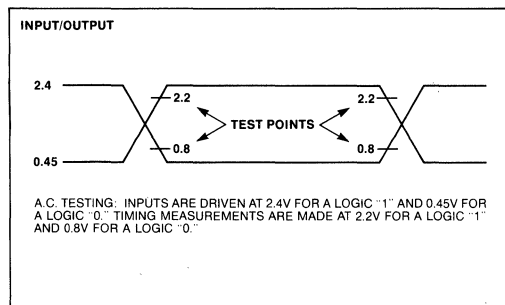 INPUT/OUTPUT
2.4
2.2
2.2
TEST POINTS
0.8
0.8
0.45
A.C. TESTING: INPUTS ARE DRIVEN AT 2.4V FOR A LOGIC "1" AND 0.45V FOR
A LOGIC "0." TIMING MEASUREMENTS ARE MADE AT 2.2V FOR A LOGIC "1"
AND 0.8V FOR A LOGIC "0."